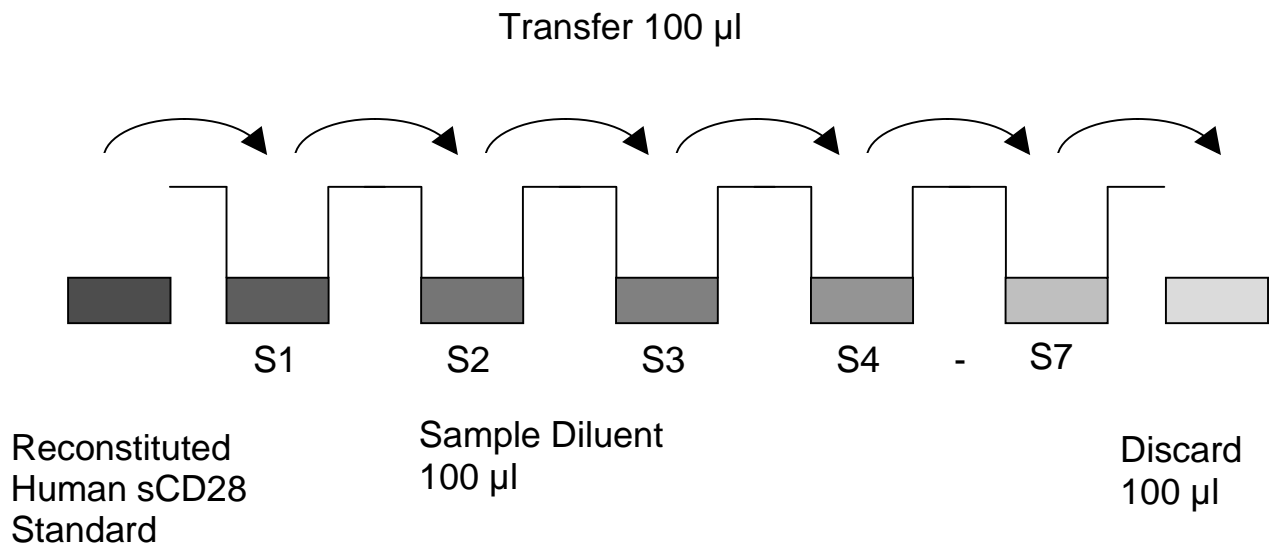 Transfer 100 µl
S1 S2 S3 S4 - S7
Reconstituted
Human sCD28
Standard
Sample Diluent
100 µl
Discard
100 µl